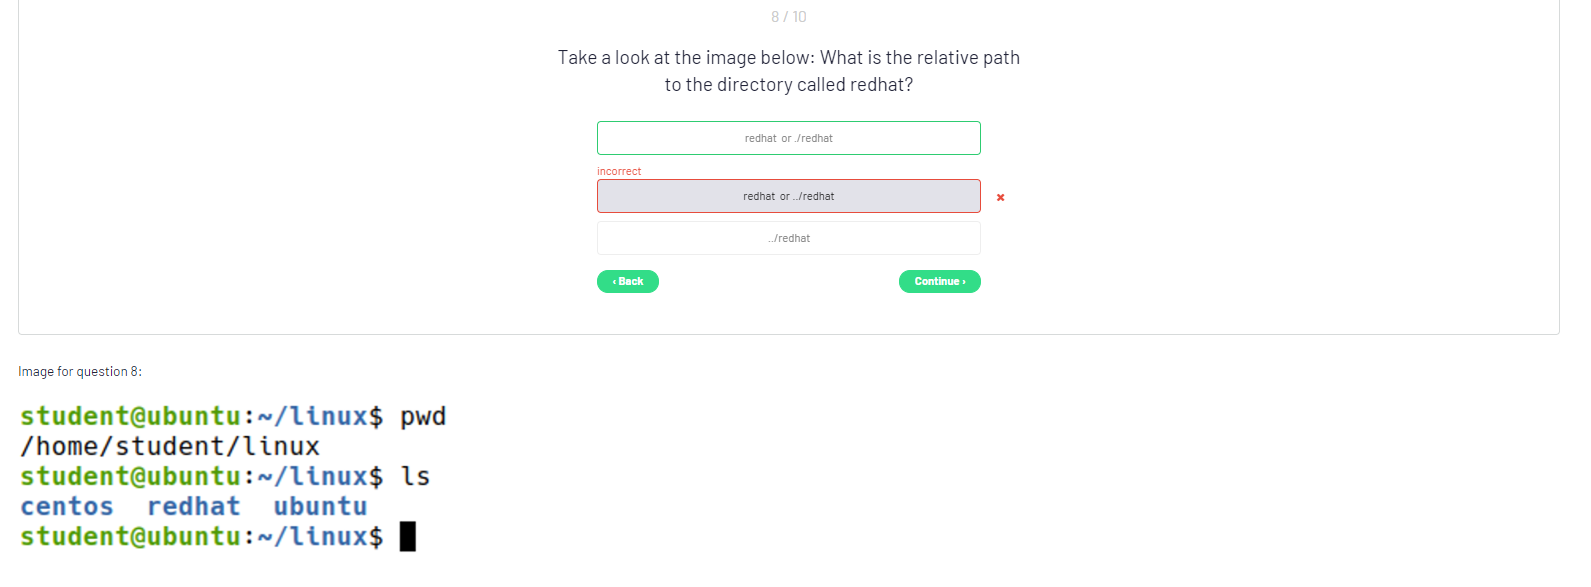 8 / 10
Take a look at the image below: What is the relative path
to the directory called redhat?
redhat or ./redhat
incorrect
redhat or ../redhat
×
../redhat
‹ Back
Continue ›
Image for question 8:
student@ubuntu:~/linux$ pwd
/home/student/linux
student@ubuntu:~/linux$ ls
centos redhat ubuntu
student@ubuntu:~/linux$